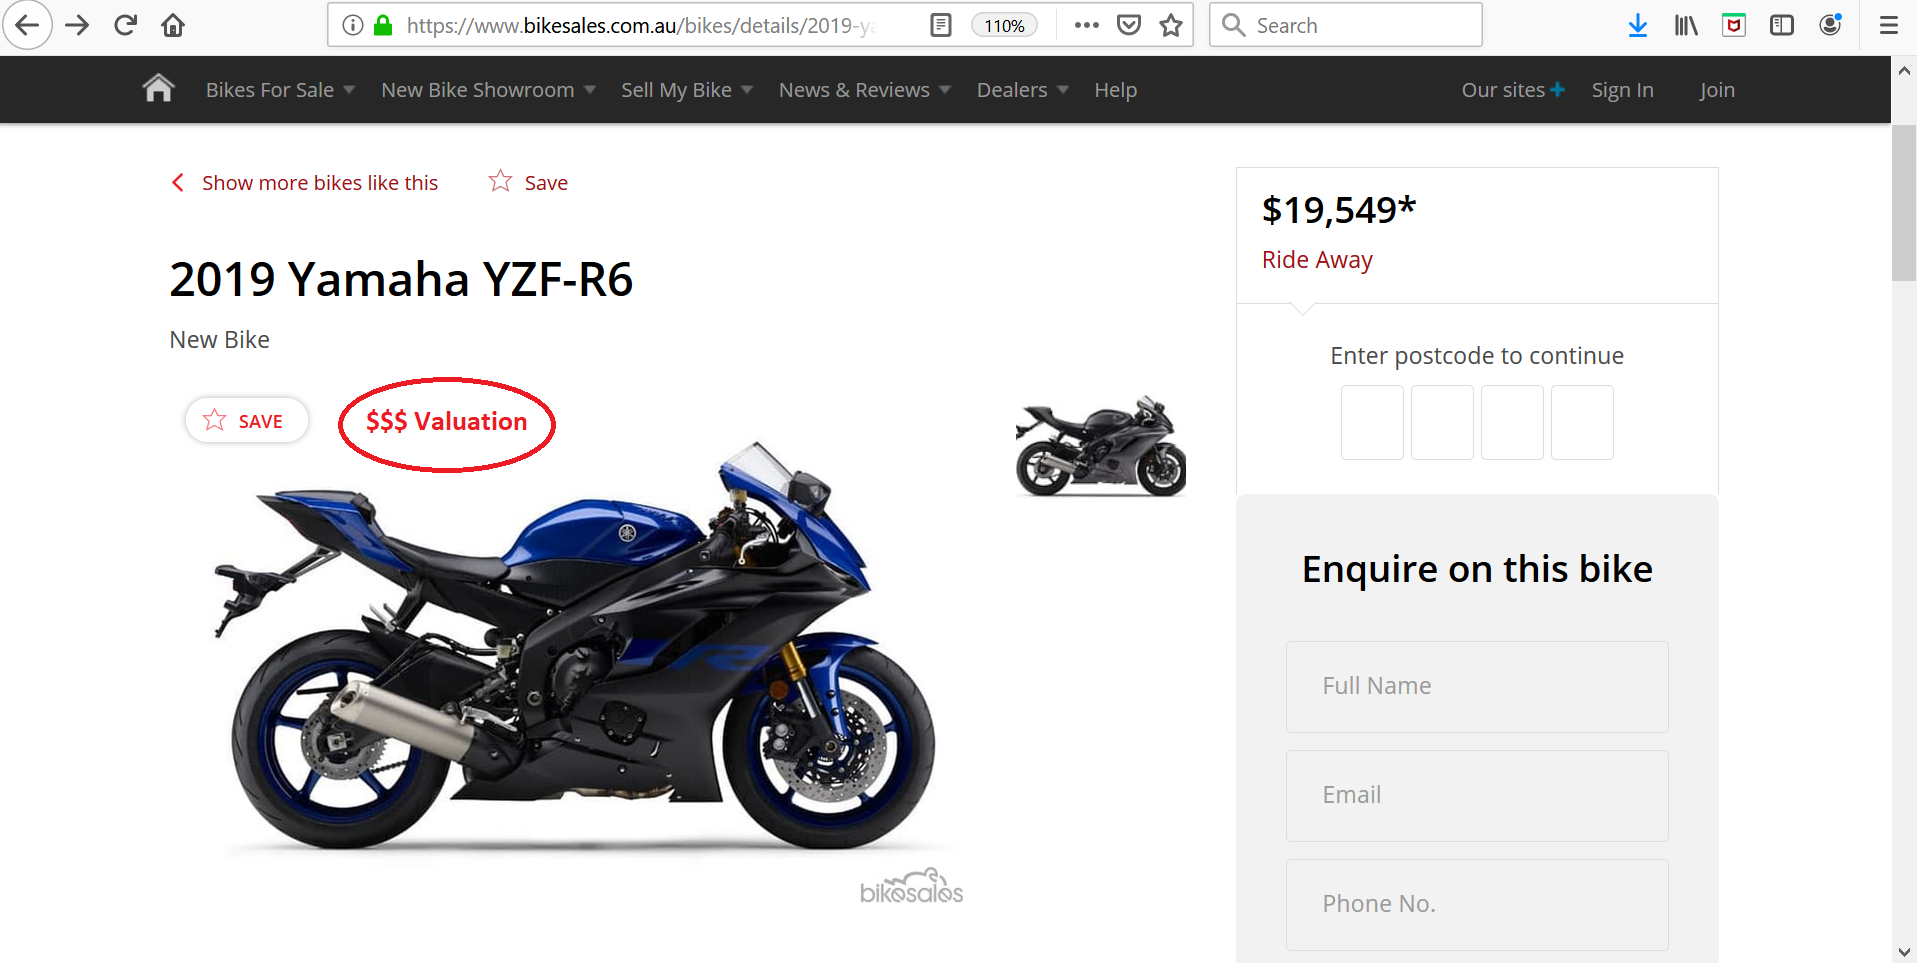 https://www.bikesales.com.au/bikes/details/2019-ya
110%
Search
Bikes For Sale
New Bike Showroom
Sell My Bike
News & Reviews
Dealers
Help
Our sites+
Sign In
Join
Show more bikes like this
Save
2019 Yamaha YZF-R6
New Bike
SAVE
$$$ Valuation
bikesales
$19,549*
Ride Away
Enter postcode to continue
Enquire on this bike
Full Name
Email
Phone No.